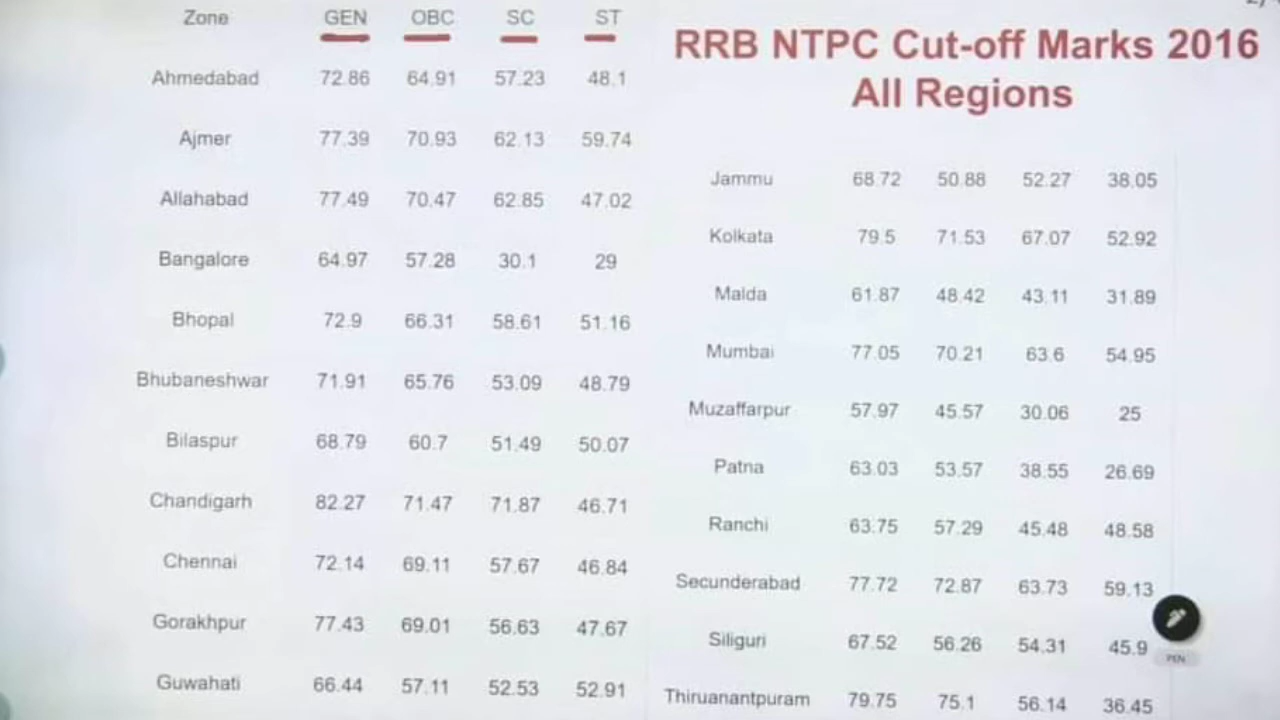 Zone GEN OBC SC ST
Ahmedabad 72.86 64.91 57.23 48.1
Ajmer 77.39 70.93 62.13 59.74
Allahabad 77.49 70.47 62.85 47.02
Bangalore 64.97 57.28 30.1 29
Bhopal 72.9 66.31 58.61 51.16
Bhubaneshwar 71.91 65.76 53.09 48.79
Bilaspur 68.79 60.7 51.49 50.07
Chandigarh 82.27 71.47 71.87 46.71
Chennai 72.14 69.11 57.67 46.84
Gorakhpur 77.43 69.01 56.63 47.67
Guwahati 66.44 57.11 52.53 52.91
RRB NTPC Cut-off Marks 2016
All Regions
Jammu 68.72 50.88 52.27 38.05
Kolkata 79.5 71.53 67.07 52.92
Malda 61.87 48.42 43.11 31.89
Mumbai 77.05 70.21 63.6 54.95
Muzaffarpur 57.97 45.57 30.06 25
Patna 63.03 53.57 38.55 26.69
Ranchi 63.75 57.29 45.48 48.58
Secunderabad 77.72 72.87 63.73 59.13
Siliguri 67.52 56.26 54.31 45.9
PEN
Thiruanantpuram 79.75 75.1 56.14 36.45